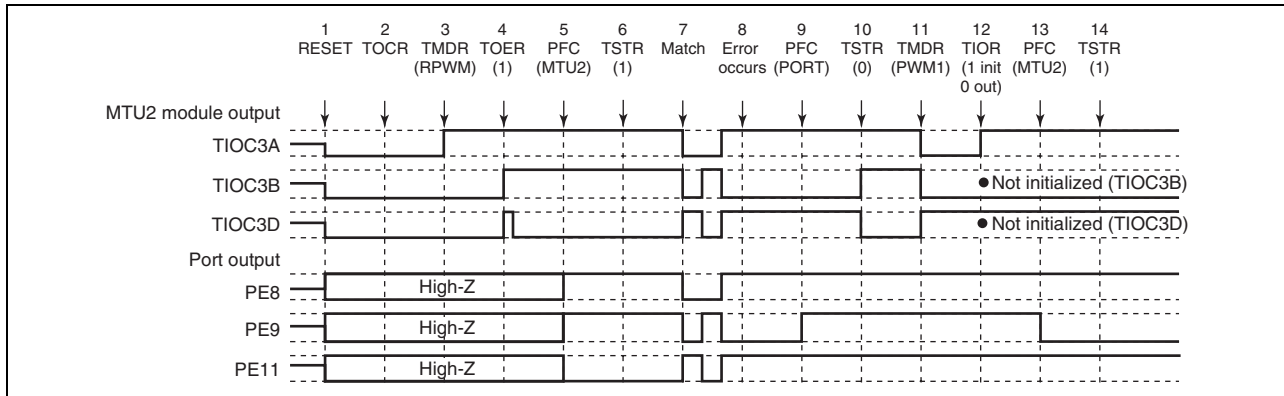 1 2 3 4 5 6 7 8 9 10 11 12 13 14
RESET TOCR TMDR TOER PFC TSTR Match Error PFC TSTR TMDR TIOR PFC TSTR
(RPWM) (1) (MTU2) (1) occurs (PORT) (0) (PWM1) (1 init (MTU2) (1)
0 out)
MTU2 module output
TIOC3A
TIOC3B ● Not initialized (TIOC3B)
TIOC3D ● Not initialized (TIOC3D)
Port output
PE8 High-Z
PE9 High-Z
PE11 High-Z